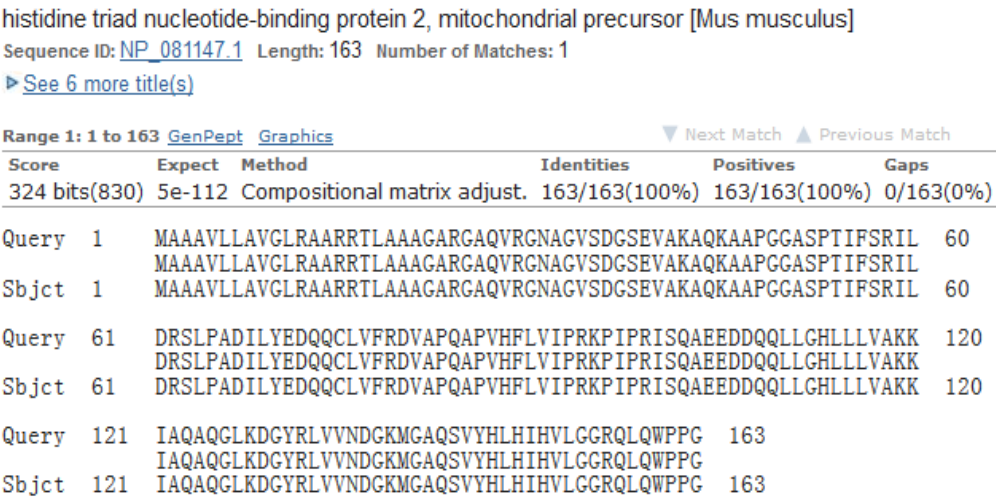 histidine triad nucleotide-binding protein 2, mitochondrial precursor [Mus musculus]
Sequence ID: NP_081147.1 Length: 163 Number of Matches: 1
See 6 more title(s)
Range 1: 1 to 163 GenPept Graphics Next Match Previous Match
Score Expect Method Identities Positives Gaps
324 bits(830) 5e-112 Compositional matrix adjust. 163/163(100%) 163/163(100%) 0/163(0%)
Query 1 MAAAVLLAVGLRAARRTLAAAGARGAQVRGNAGVSDGSEVAKAQKAAPGGASPTIFSRIL 60
MAAAVLLAVGLRAARRTLAAAGARGAQVRGNAGVSDGSEVAKAQKAAPGGASPTIFSRIL
Sbjct 1 MAAAVLLAVGLRAARRTLAAAGARGAQVRGNAGVSDGSEVAKAQKAAPGGASPTIFSRIL 60
Query 61 DRSLPADILYEDQQCLVFRDVAPQAPVHFLVIPRKPIPRISQAEEDDQQLLGHLLLVAKK 120
DRSLPADILYEDQQCLVFRDVAPQAPVHFLVIPRKPIPRISQAEEDDQQLLGHLLLVAKK
Sbjct 61 DRSLPADILYEDQQCLVFRDVAPQAPVHFLVIPRKPIPRISQAEEDDQQLLGHLLLVAKK 120
Query 121 IAQAQGLKDGYRLVVNDGKMGAQSVYHLHIHVLGGRQLQWPPG 163
IAQAQGLKDGYRLVVNDGKMGAQSVYHLHIHVLGGRQLQWPPG
Sbjct 121 IAQAQGLKDGYRLVVNDGKMGAQSVYHLHIHVLGGRQLQWPPG 163